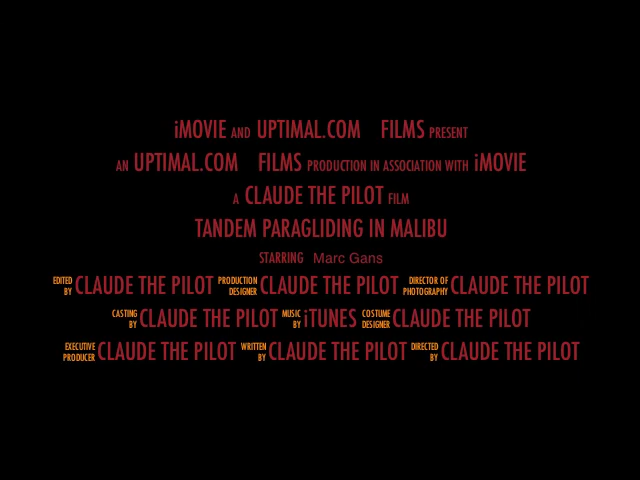 iMOVIE AND UPTIMAL.COM FILMS PRESENT
AN UPTIMAL.COM FILMS PRODUCTION IN ASSOCIATION WITH iMOVIE
A CLAUDE THE PILOT FILM
TANDEM PARAGLIDING IN MALIBU
STARRING Marc Gans
EDITED BY CLAUDE THE PILOT PRODUCTION DESIGNER CLAUDE THE PILOT DIRECTOR OF PHOTOGRAPHY CLAUDE THE PILOT
CASTING BY CLAUDE THE PILOT MUSIC BY iTUNES COSTUME DESIGNER CLAUDE THE PILOT
EXECUTIVE PRODUCER CLAUDE THE PILOT WRITTEN BY CLAUDE THE PILOT DIRECTED BY CLAUDE THE PILOT